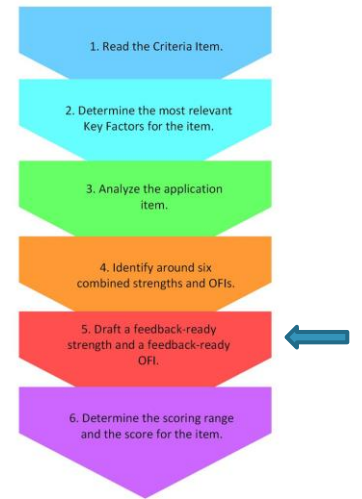 1. Read the Criteria Item.
2. Determine the most relevant
Key Factors for the item.
3. Analyze the application
item.
4. Identify around six
combined strengths and OFIs.
5. Draft a feedback-ready
strength and a feedback-ready
OFI.
6. Determine the scoring range
and the score for the item.